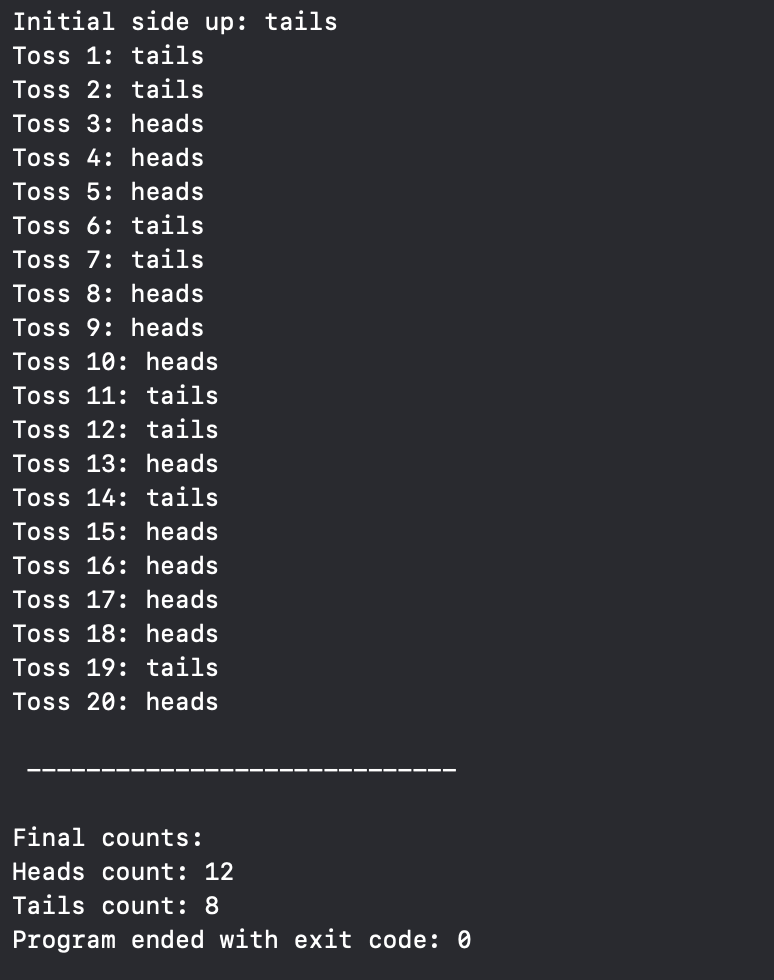 Initial side up: tails
Toss 1: tails
Toss 2: tails
Toss 3: heads
Toss 4: heads
Toss 5: heads
Toss 6: tails
Toss 7: tails
Toss 8: heads
Toss 9: heads
Toss 10: heads
Toss 11: tails
Toss 12: tails
Toss 13: heads
Toss 14: tails
Toss 15: heads
Toss 16: heads
Toss 17: heads
Toss 18: heads
Toss 19: tails
Toss 20: heads
-----------------------------
Final counts:
Heads count: 12
Tails count: 8
Program ended with exit code: 0